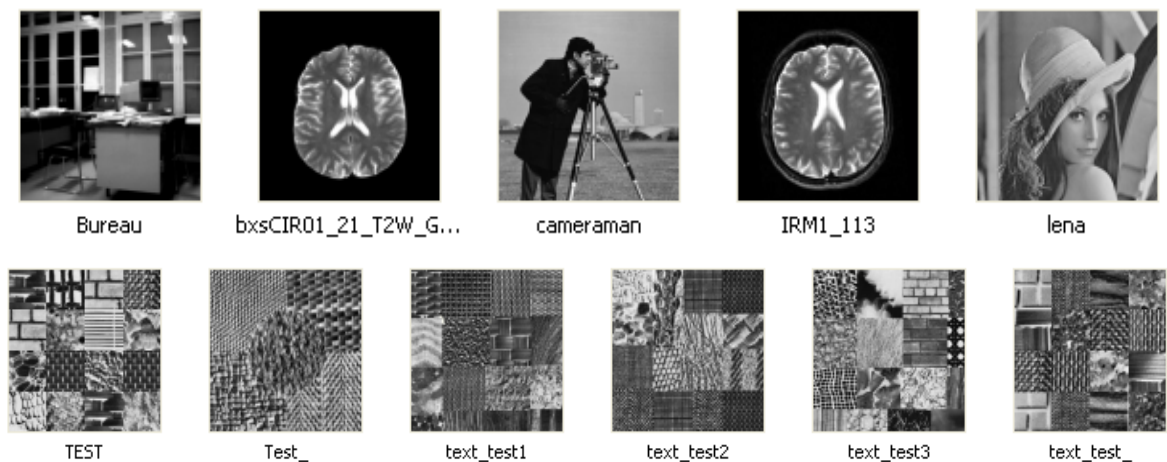 Bureau
bxsCIR01_21_T2W_G...
cameraman
IRM1_113
lena
TEST
Test_
text_test1
text_test2
text_test3
text_test_